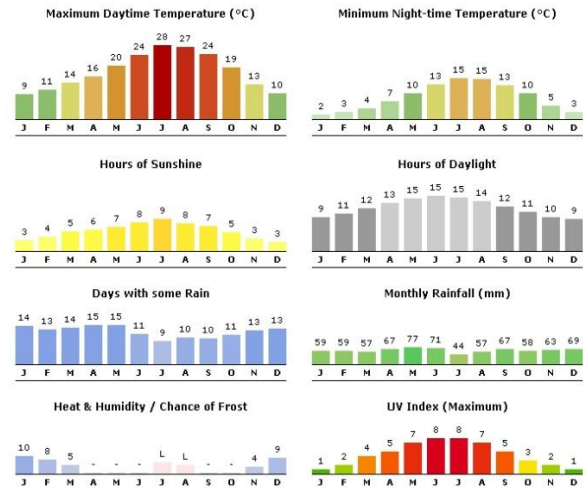 Maximum Daytime Temperature (°C)
9 11 14 16 20 24 28 27 24 19 13 10
J F M A M J J A S O N D
Minimum Night-time Temperature (°C)
2 3 4 7 10 13 15 15 13 10 5 3
J F M A M J J A S O N D
Hours of Sunshine
3 4 5 6 7 8 9 8 7 5 3 3
J F M A M J J A S O N D
Hours of Daylight
9 11 12 13 15 15 15 14 12 11 10 9
J F M A M J J A S O N D
Days with some Rain
14 13 14 15 15 11 9 10 10 11 13 13
J F M A M J J A S O N D
Monthly Rainfall (mm)
59 59 57 67 77 71 44 57 67 58 63 69
J F M A M J J A S O N D
Heat & Humidity / Chance of Frost
10 8 5 - - - L L - - 4 9
J F M A M J J A S O N D
UV Index (Maximum)
1 2 4 5 7 8 8 7 5 3 2 1
J F M A M J J A S O N D